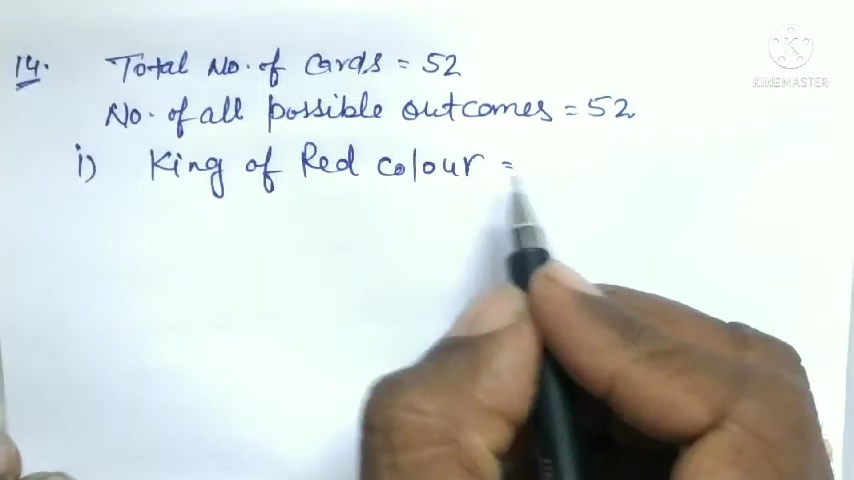 KINEMASTER
14. Total No. of Cards = 52
No. of all possible outcomes = 52
i) King of Red colour =